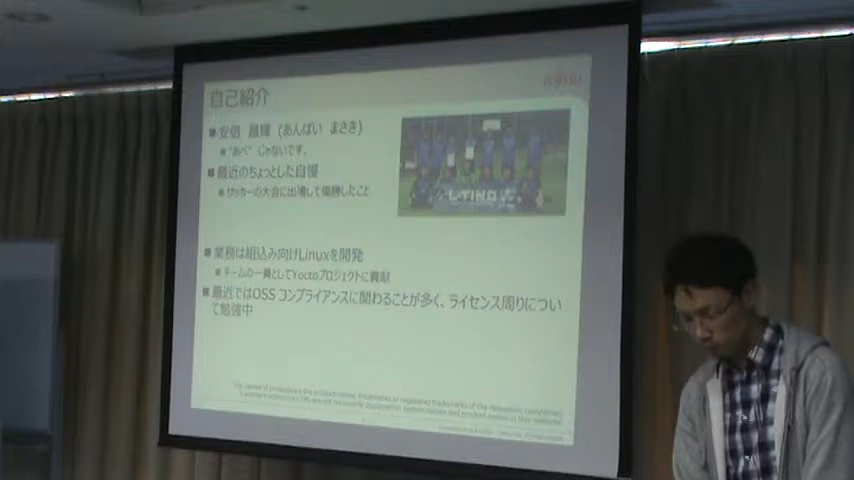 FUJITSU
自己紹介
■安倍 昌輝 (あんばい まさき)
■"あべ" じゃないです。
■最近のちょっとした自慢
■サッカーの大会に出場して優勝したこと
L-TIKO
■業務は組込み向けLinuxを開発
■チームの一員としてYoctoプロジェクトに貢献
■最近ではOSS コンプライアンスに関わることが多く、ライセンス周りについ
て勉強中